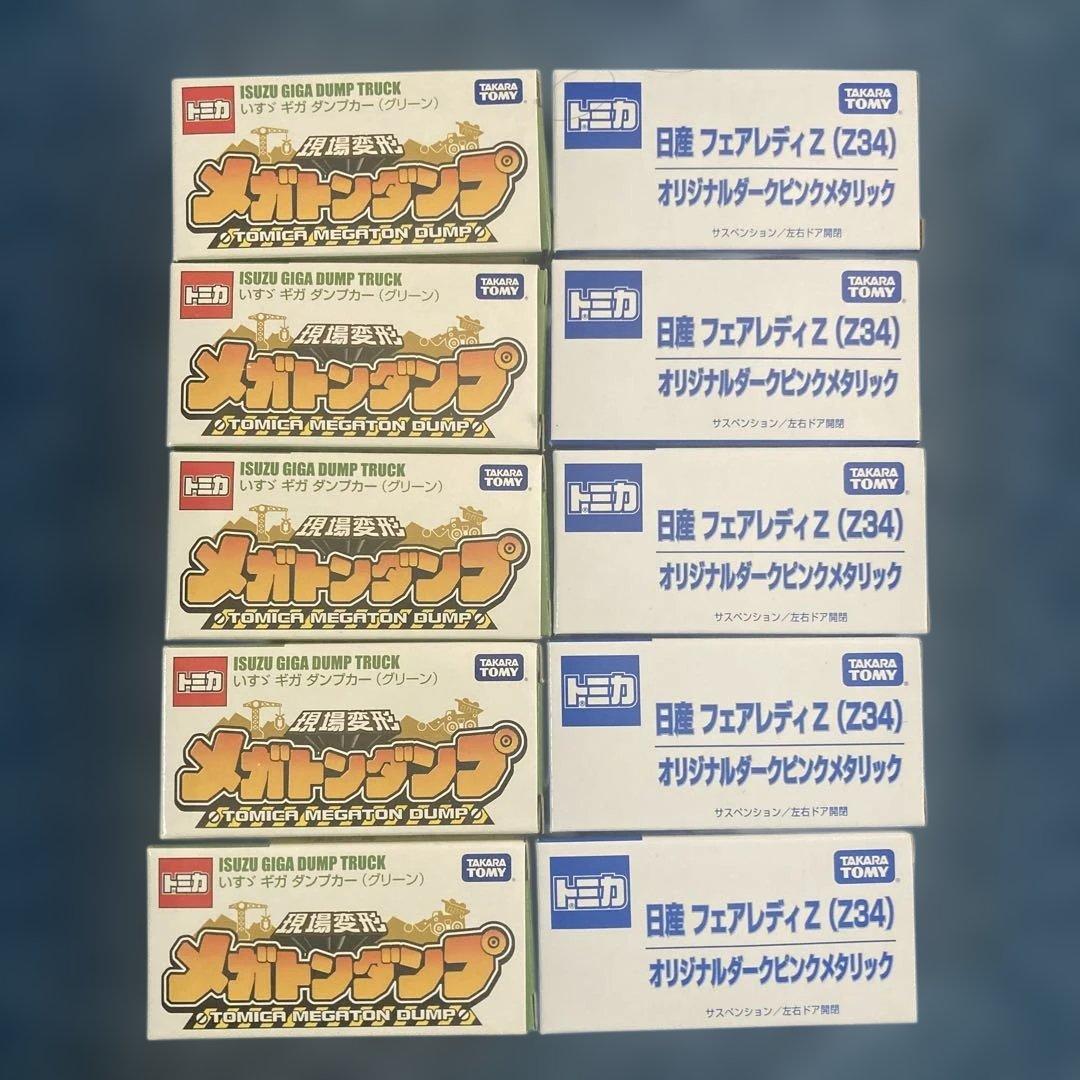 ISUZU GIGA DUMP TRUCK
いすゞ ギガ ダンプカー（グリーン）
トミカ
TAKARA TOMY
現場変形
メガトンダンプ
TOMICA MEGATON DUMP
トミカ
TAKARA TOMY
日産 フェアレディZ（Z34）
オリジナルダークピンクメタリック
サスペンション／左右ドア開閉
ISUZU GIGA DUMP TRUCK
いすゞ ギガ ダンプカー（グリーン）
トミカ
TAKARA TOMY
現場変形
メガトンダンプ
TOMICA MEGATON DUMP
トミカ
TAKARA TOMY
日産 フェアレディZ（Z34）
オリジナルダークピンクメタリック
サスペンション／左右ドア開閉
ISUZU GIGA DUMP TRUCK
いすゞ ギガ ダンプカー（グリーン）
トミカ
TAKARA TOMY
現場変形
メガトンダンプ
TOMICA MEGATON DUMP
トミカ
TAKARA TOMY
日産 フェアレディZ（Z34）
オリジナルダークピンクメタリック
サスペンション／左右ドア開閉
ISUZU GIGA DUMP TRUCK
いすゞ ギガ ダンプカー（グリーン）
トミカ
TAKARA TOMY
現場変形
メガトンダンプ
TOMICA MEGATON DUMP
トミカ
TAKARA TOMY
日産 フェアレディZ（Z34）
オリジナルダークピンクメタリック
サスペンション／左右ドア開閉
ISUZU GIGA DUMP TRUCK
いすゞ ギガ ダンプカー（グリーン）
トミカ
TAKARA TOMY
現場変形
メガトンダンプ
TOMICA MEGATON DUMP
トミカ
TAKARA TOMY
日産 フェアレディZ（Z34）
オリジナルダークピンクメタリック
サスペンション／左右ドア開閉